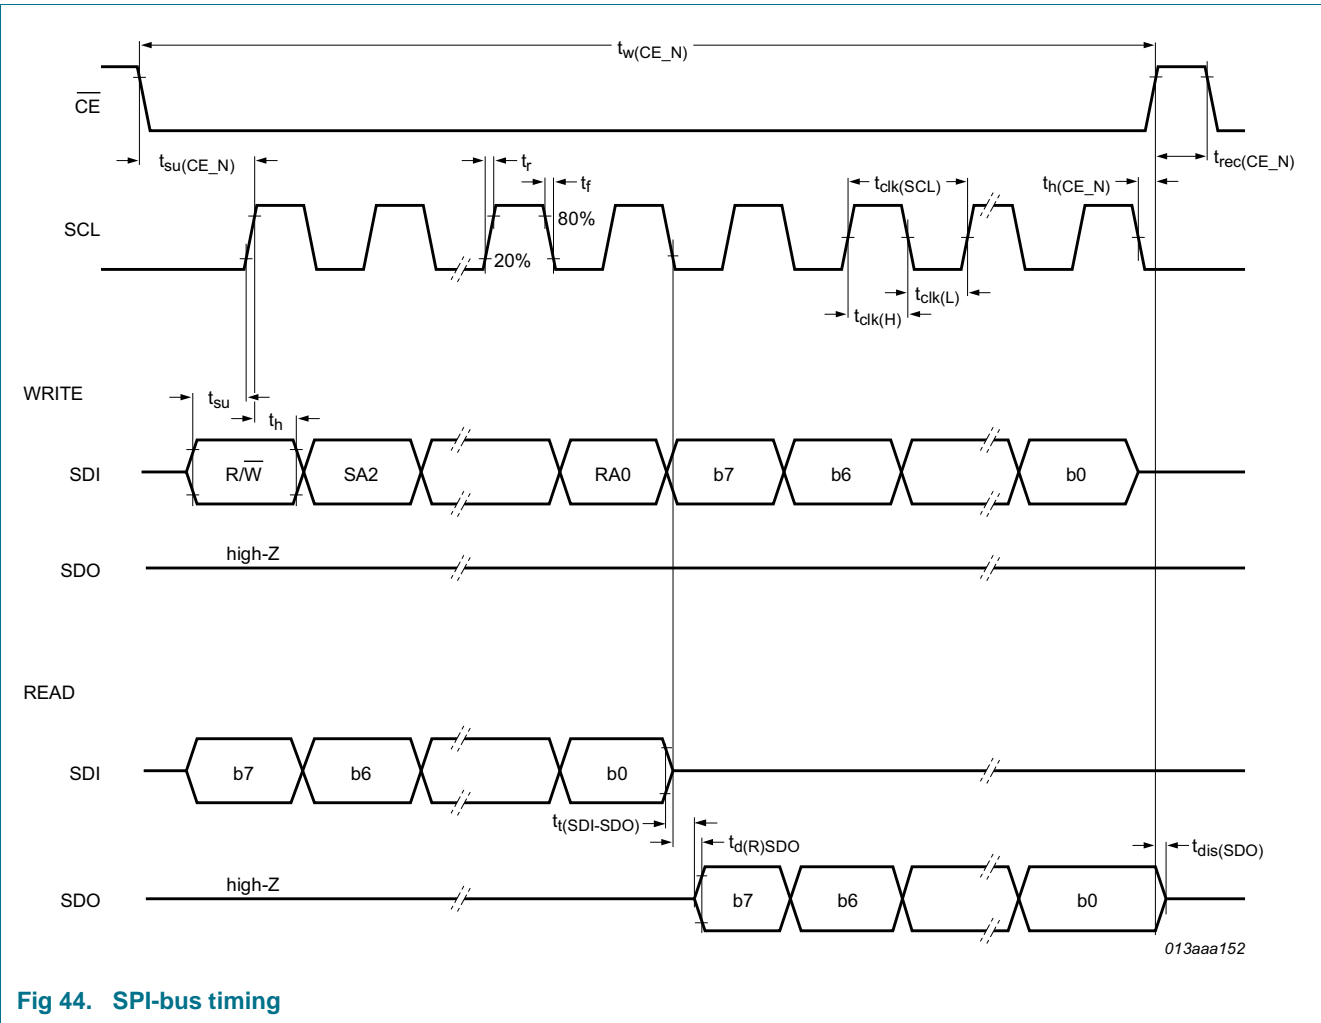 tw(CE_N)
CE
tsu(CE_N)
tr
tf
tclk(SCL)
th(CE_N)
trec(CE_N)
SCL
80%
20%
tclk(L)
tclk(H)
WRITE
tsu
th
SDI
R/W
SA2
RA0
b7
b6
b0
high-Z
SDO
READ
SDI
b7
b6
b0
tt(SDI-SDO)
td(R)SDO
tdis(SDO)
high-Z
SDO
b7
b6
b0
013aaa152
Fig 44. SPI-bus timing